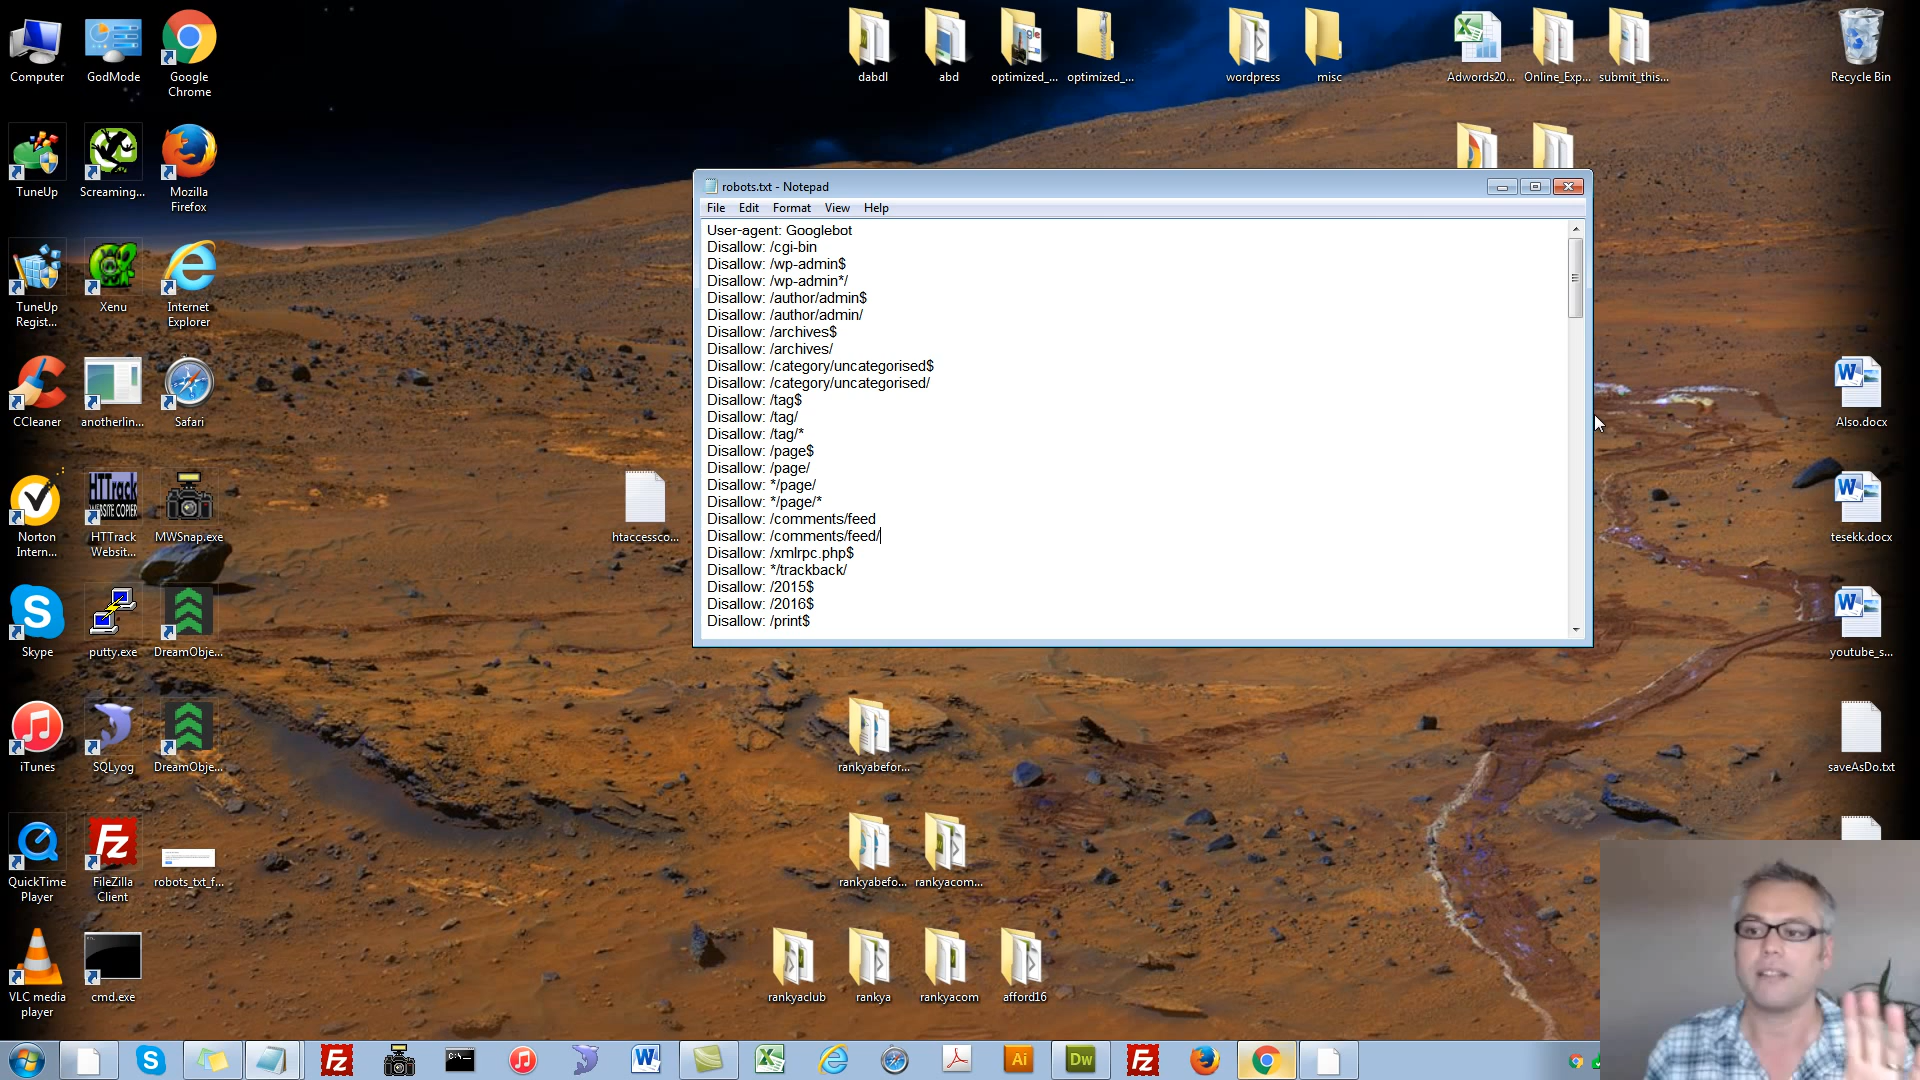 Computer
GodMode
Google Chrome
dabdl
abd
optimized_...
optimized_...
wordpress
misc
Adwords20...
Online_Exp...
submit_this...
Recycle Bin
TuneUp
Screaming...
Mozilla Firefox
robots.txt - Notepad
File Edit Format View Help
User-agent: Googlebot
Disallow: /cgi-bin
Disallow: /wp-admin$
Disallow: /wp-admin*/
Disallow: /author/admin$
Disallow: /author/admin/
Disallow: /archives$
Disallow: /archives/
Disallow: /category/uncategorised$
Disallow: /category/uncategorised/
Disallow: /tag$
Disallow: /tag/
Disallow: /tag/*
Disallow: /page$
Disallow: /page/
Disallow: */page/
Disallow: */page/*
Disallow: /comments/feed
Disallow: /comments/feed/
Disallow: /xmlrpc.php$
Disallow: */trackback/
Disallow: /2015$
Disallow: /2016$
Disallow: /print$
TuneUp Regist...
Xenu
Internet Explorer
CCleaner
anotherlin...
Safari
Also.docx
Norton Intern...
HTTrack
WEBSITE COPIER
HTTrack Websit...
MWSnap.exe
htaccessco...
tesekk.docx
Skype
putty.exe
DreamObje...
youtube_s...
iTunes
SQLyog
DreamObje...
rankyabefor...
saveAsDo.txt
QuickTime Player
FileZilla Client
robots_txt_f...
rankyabefo...
rankyacom...
VLC media player
cmd.exe
rankyaclub
rankya
rankyacom
afford16
Ai
Dw